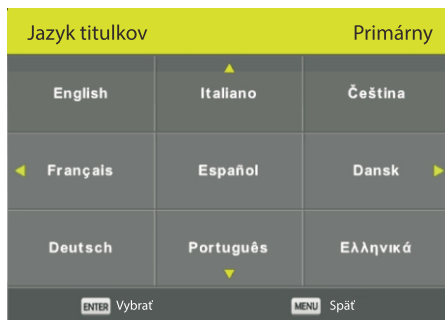 Jazyk titulkov Primárny
English Italiano Čeština
Français Español Dansk
Deutsch Português Ελληνικά
ENTER Vybrať MENU Späť